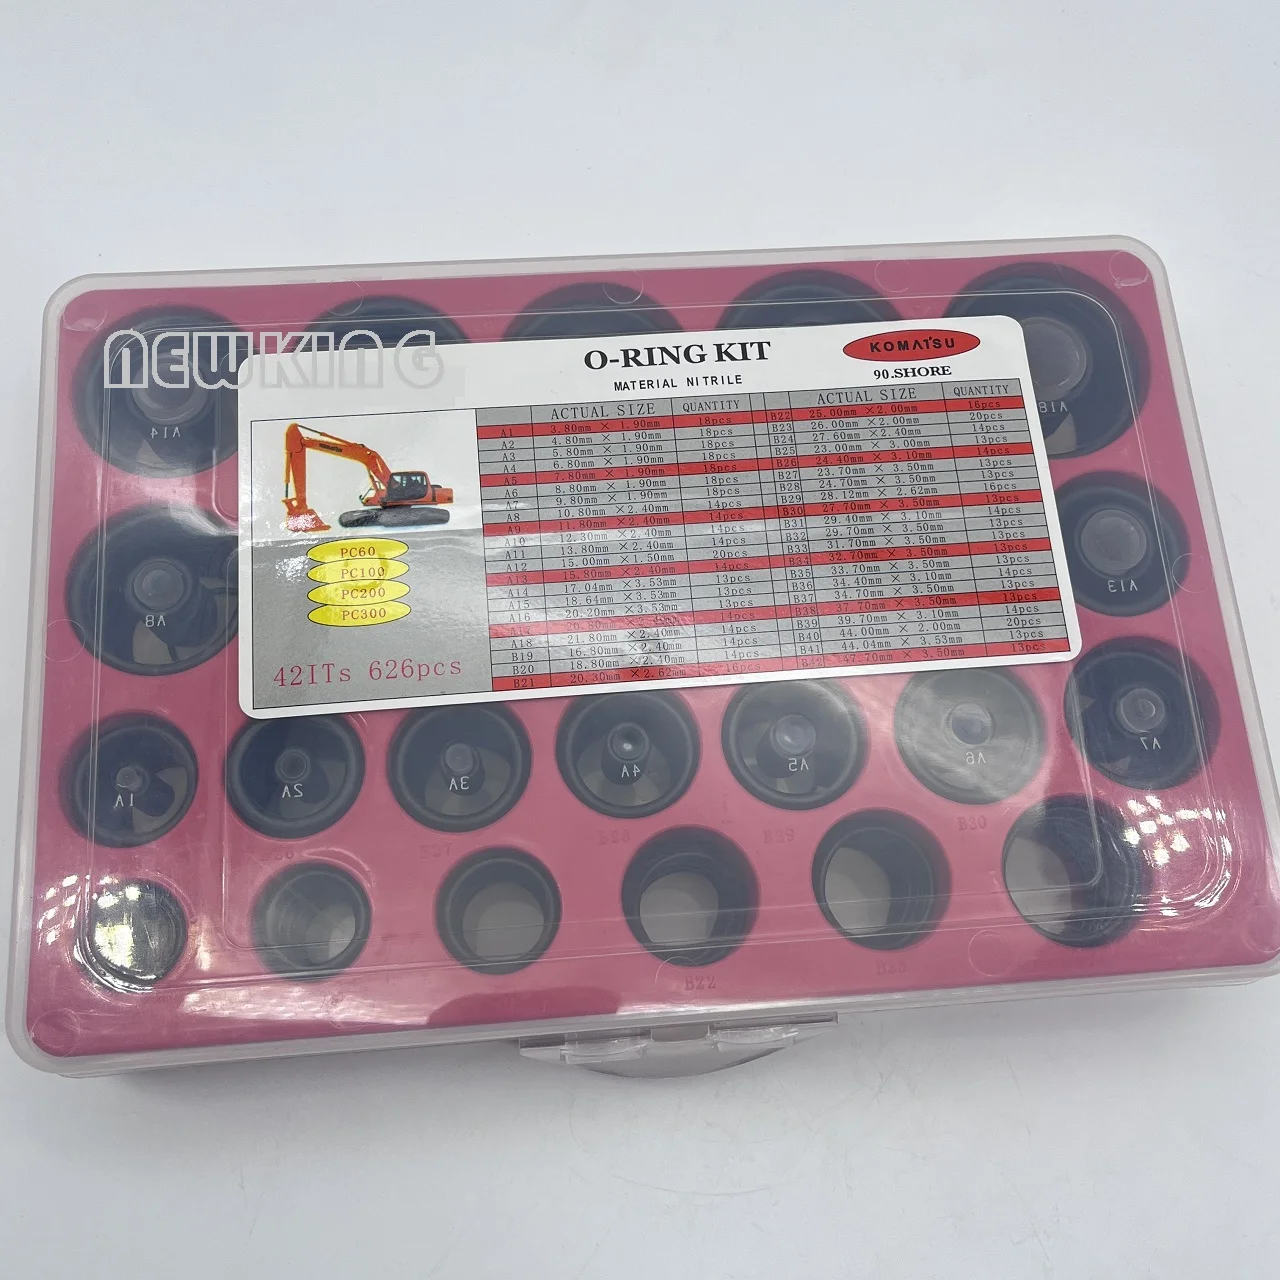 NEWKING
O-RING KIT
KOMATSU
MATERIAL NITRILE
90.SHORE
ACTUAL SIZE QUANTITY ACTUAL SIZE QUANTITY
A1 3.80mm × 1.90mm 18pcs B22 25.00mm ×2.00mm 16pcs
A2 4.80mm × 1.90mm 18pcs B23 26.00mm ×2.00mm 20pcs
A3 5.80mm × 1.90mm 18pcs B24 27.60mm ×2.40mm 14pcs
A4 6.80mm × 1.90mm 18pcs B25 23.00mm × 3.00mm 13pcs
A5 7.80mm × 1.90mm 18pcs B26 24.40mm × 3.10mm 14pcs
A6 8.80mm × 1.90mm 18pcs B27 23.70mm × 3.50mm 13pcs
A7 9.80mm × 1.90mm 18pcs B28 24.70mm × 3.50mm 13pcs
A8 10.80mm ×2.40mm 14pcs B29 28.12mm × 2.62mm 16pcs
A9 11.80mm ×2.40mm 14pcs B30 27.70mm × 3.50mm 13pcs
A10 12.30mm ×2.40mm 14pcs B31 29.40mm × 3.10mm 14pcs
A11 13.80mm ×2.40mm 14pcs B32 29.70mm × 3.50mm 13pcs
A12 15.00mm ×1.50mm 20pcs B33 31.70mm × 3.50mm 13pcs
A13 15.80mm ×2.40mm 14pcs B34 32.70mm × 3.50mm 13pcs
A14 17.04mm ×3.53mm 13pcs B35 33.70mm × 3.50mm 13pcs
A15 18.64mm ×3.53mm 13pcs B36 34.40mm × 3.10mm 14pcs
A16 20.20mm ×3.53mm 13pcs B37 34.70mm × 3.50mm 13pcs
A17 20.80mm 14pcs B38 37.70mm × 3.50mm 13pcs
A18 21.80mm ×2.40mm 14pcs B39 39.70mm × 3.10mm 14pcs
B19 16.80mm ×2.40mm 14pcs B40 44.00mm × 2.00mm 20pcs
B20 18.80mm ×2.40mm 14pcs B41 44.04mm × 3.53mm 13pcs
B21 20.30mm ×2.62mm 16pcs B42 47.70mm × 3.50mm 13pcs
PC60
PC100
PC200
PC300
42ITs 626pcs
A14
A18
A8
A13
1A
2A
3A
4A
A5
A6
A7
B28
B29
B30
B22